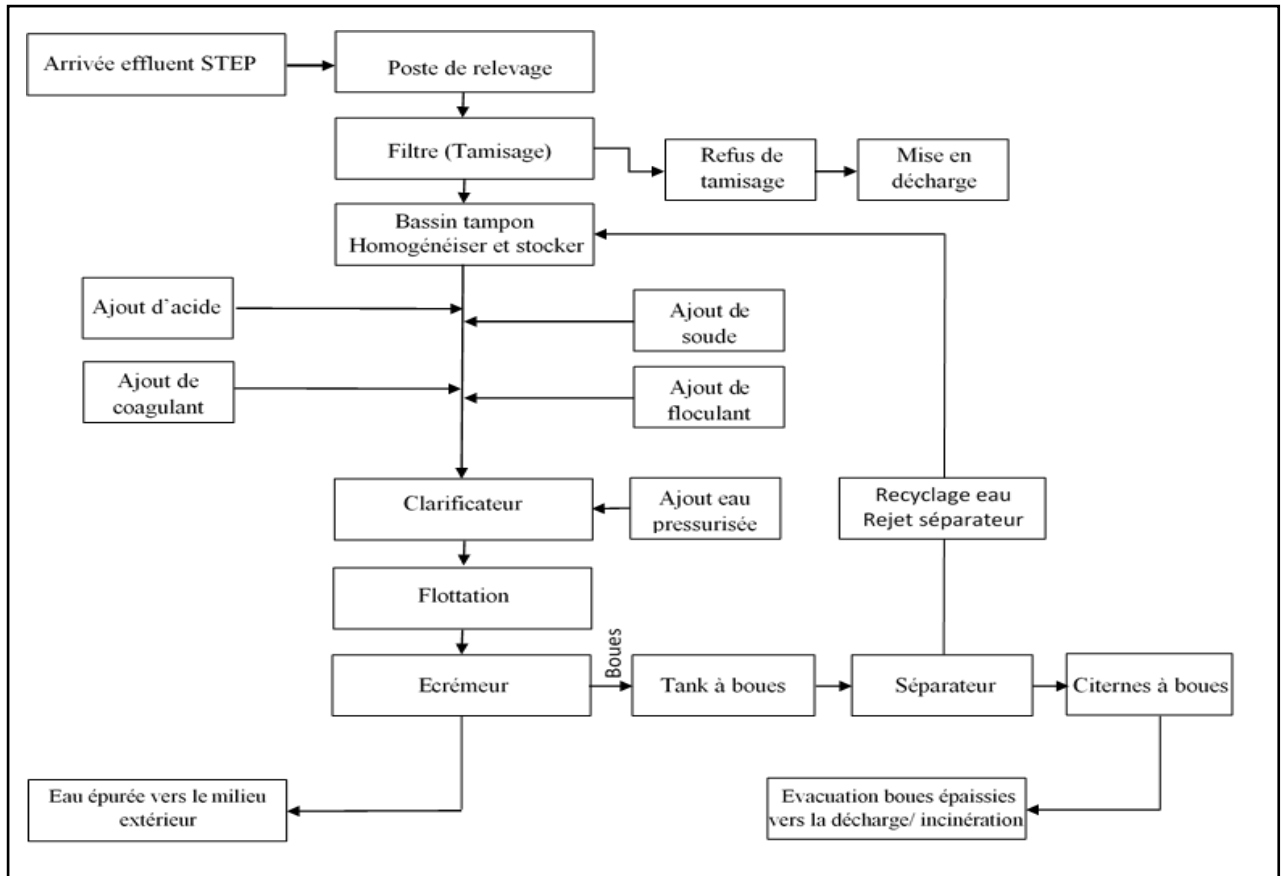 Arrivée effluent STEP
Poste de relevage
Filtre (Tamisage)
Refus de
tamisage
Mise en
décharge
Bassin tampon
Homogénéiser et stocker
Ajout d`acide
Ajout de
soude
Ajout de
coagulant
Ajout de
floculant
Clarificateur
Ajout eau
pressurisée
Recyclage eau
Rejet séparateur
Flottation
Ecrémeur
Boues
Tank à boues
Séparateur
Citernes à boues
Eau épurée vers le milieu
extérieur
Evacuation boues épaissies
vers la décharge/ incinération